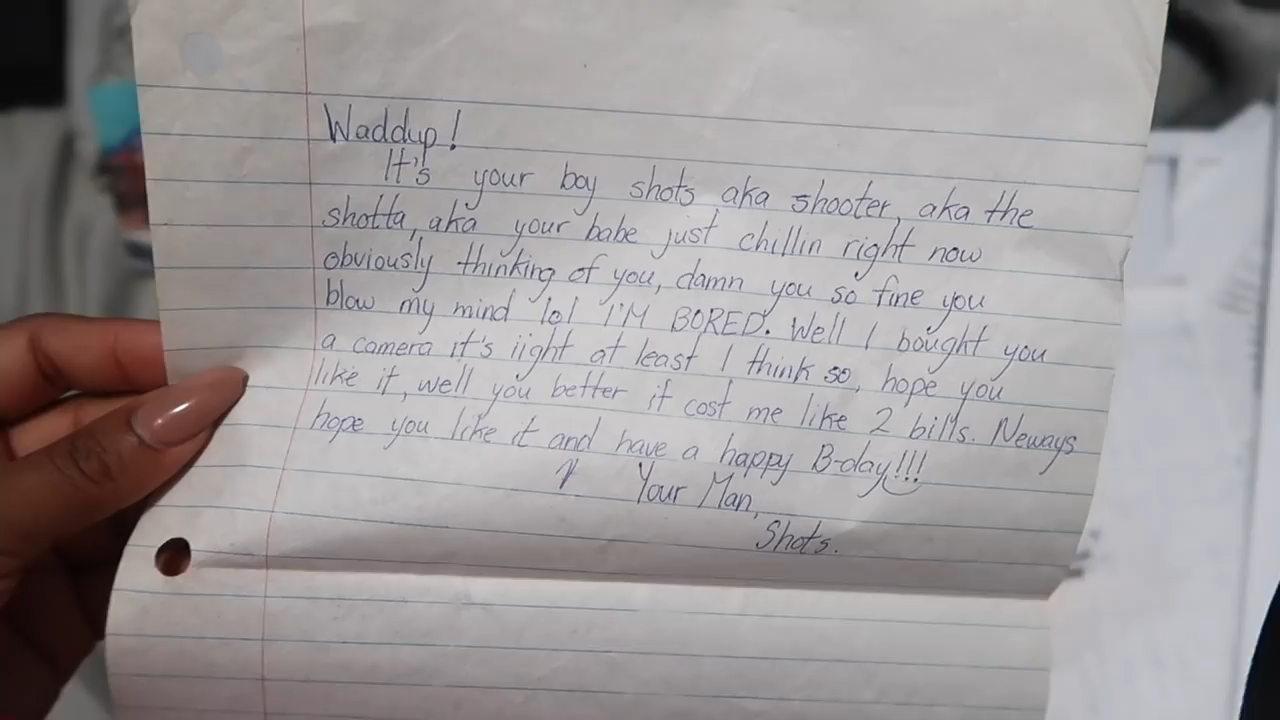 Waddup!
It's your boy shots aka shooter, aka the
shotta, aka your babe just chillin right now
obviously thinking of you, damn you so fine you
blow my mind lol I'M BORED. Well I bought you
a camera it's iight at least I think so, hope you
like it, well you better it cost me like 2 bills. Neways
hope you like it and have a happy B-day!!!
Your Man,
Shots.